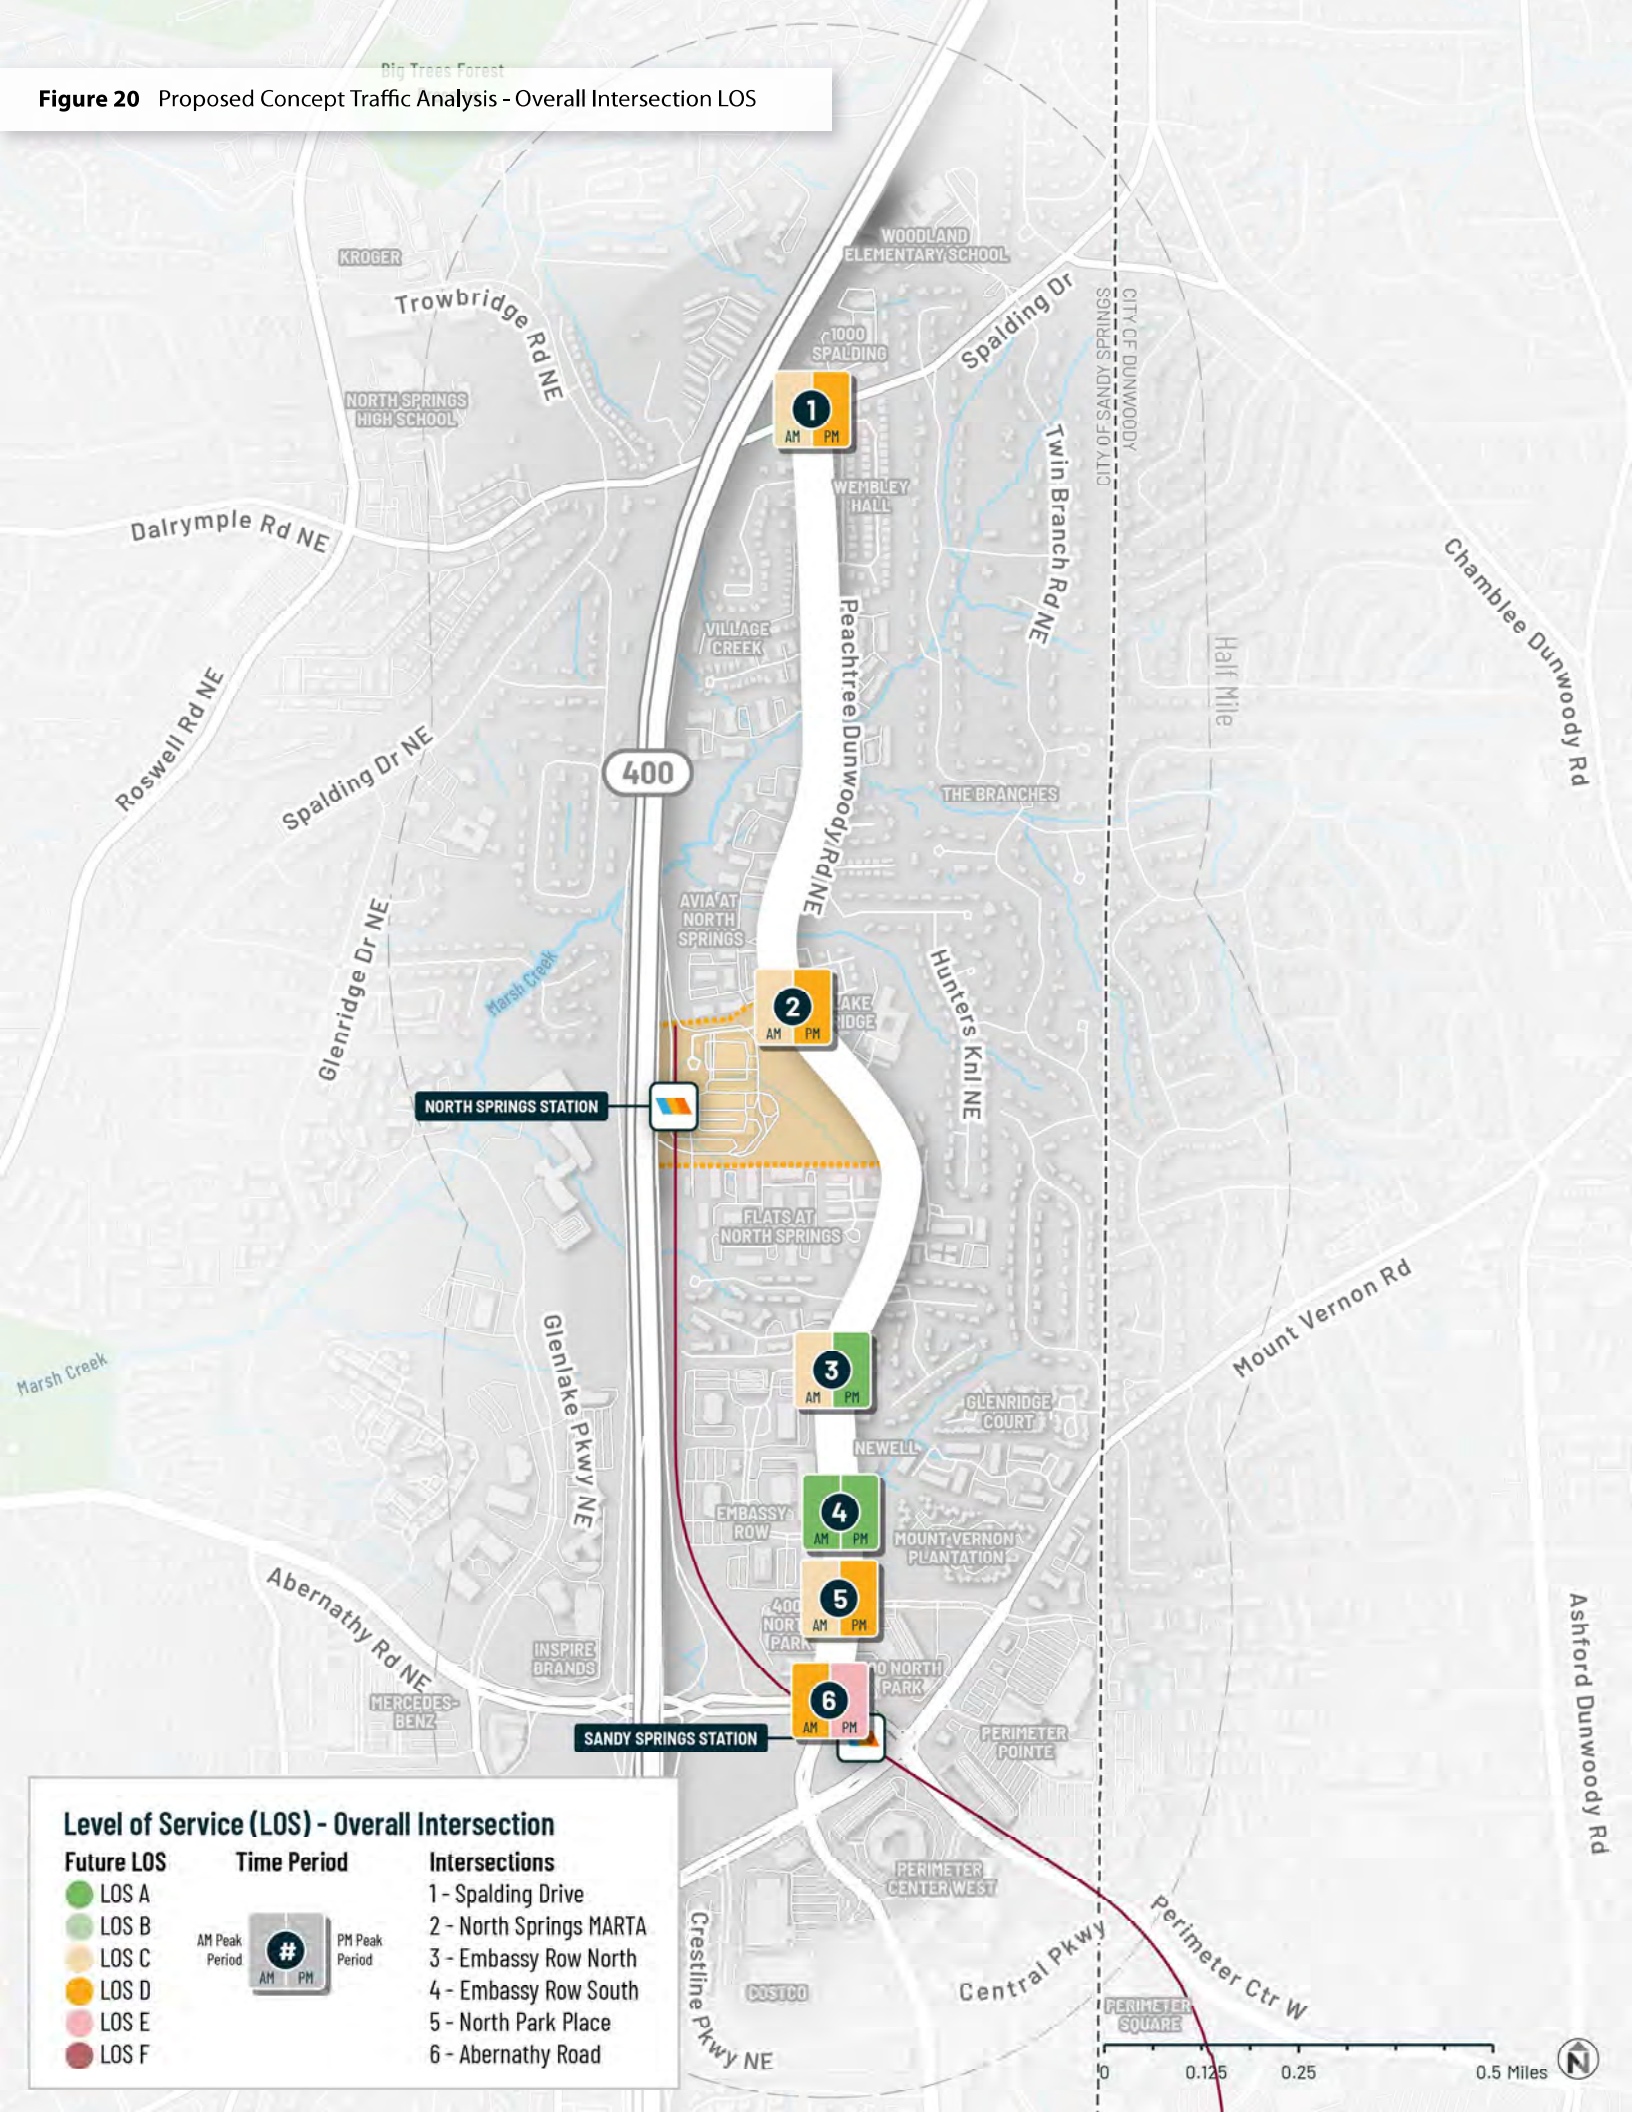 Big Trees Forest
Figure 20 Proposed Concept Traffic Analysis - Overall Intersection LOS
WOODLAND
ELEMENTARY SCHOOL
KROGER
Trowbridge Rd NE
Spalding Dr
CITY OF SANDY SPRINGS
CITY OF DUNWOODY
1000
SPALDING
NORTH SPRINGS
HIGH SCHOOL
1
AM PM
WEMBLEY
HALL
Twin Branch Rd NE
Dalrymple Rd NE
Chamblee Dunwoody Rd
Peachtree Dunwoody Rd NE
VILLAGE
CREEK
Half Mile
Roswell Rd NE
Spalding Dr NE
400
THE BRANCHES
AVIA AT
NORTH
SPRINGS
Glenridge Dr NE
Marsh Creek
Hunters Knl NE
2
AM PM
NORTH SPRINGS STATION
FLATS AT
NORTH SPRINGS
Mount Vernon Rd
Glenlake Pkwy NE
Marsh Creek
3
AM PM
GLENRIDGE
COURT
NEWELL
EMBASSY
ROW
4
AM PM
MOUNT VERNON
PLANTATION
Abernathy Rd NE
5
AM PM
400
PARK
Ashford Dunwoody Rd
INSPIRE
BRANDS
NORTH
PARK
MERCEDES-
BENZ
6
AM PM
SANDY SPRINGS STATION
PERIMETER
POINTE
PERIMETER
CENTER WEST
Crestline Pkwy NE
COSTCO
Central Pkwy
Perimeter Ctr W
PERIMETER
SQUARE
Level of Service (LOS) - Overall Intersection
Future LOS
LOS A
LOS B
LOS C
LOS D
LOS E
LOS F
Time Period
AM Peak
Period
#
AM PM
PM Peak
Period
Intersections
1 - Spalding Drive
2 - North Springs MARTA
3 - Embassy Row North
4 - Embassy Row South
5 - North Park Place
6 - Abernathy Road
0 0.125 0.25 0.5 Miles
N